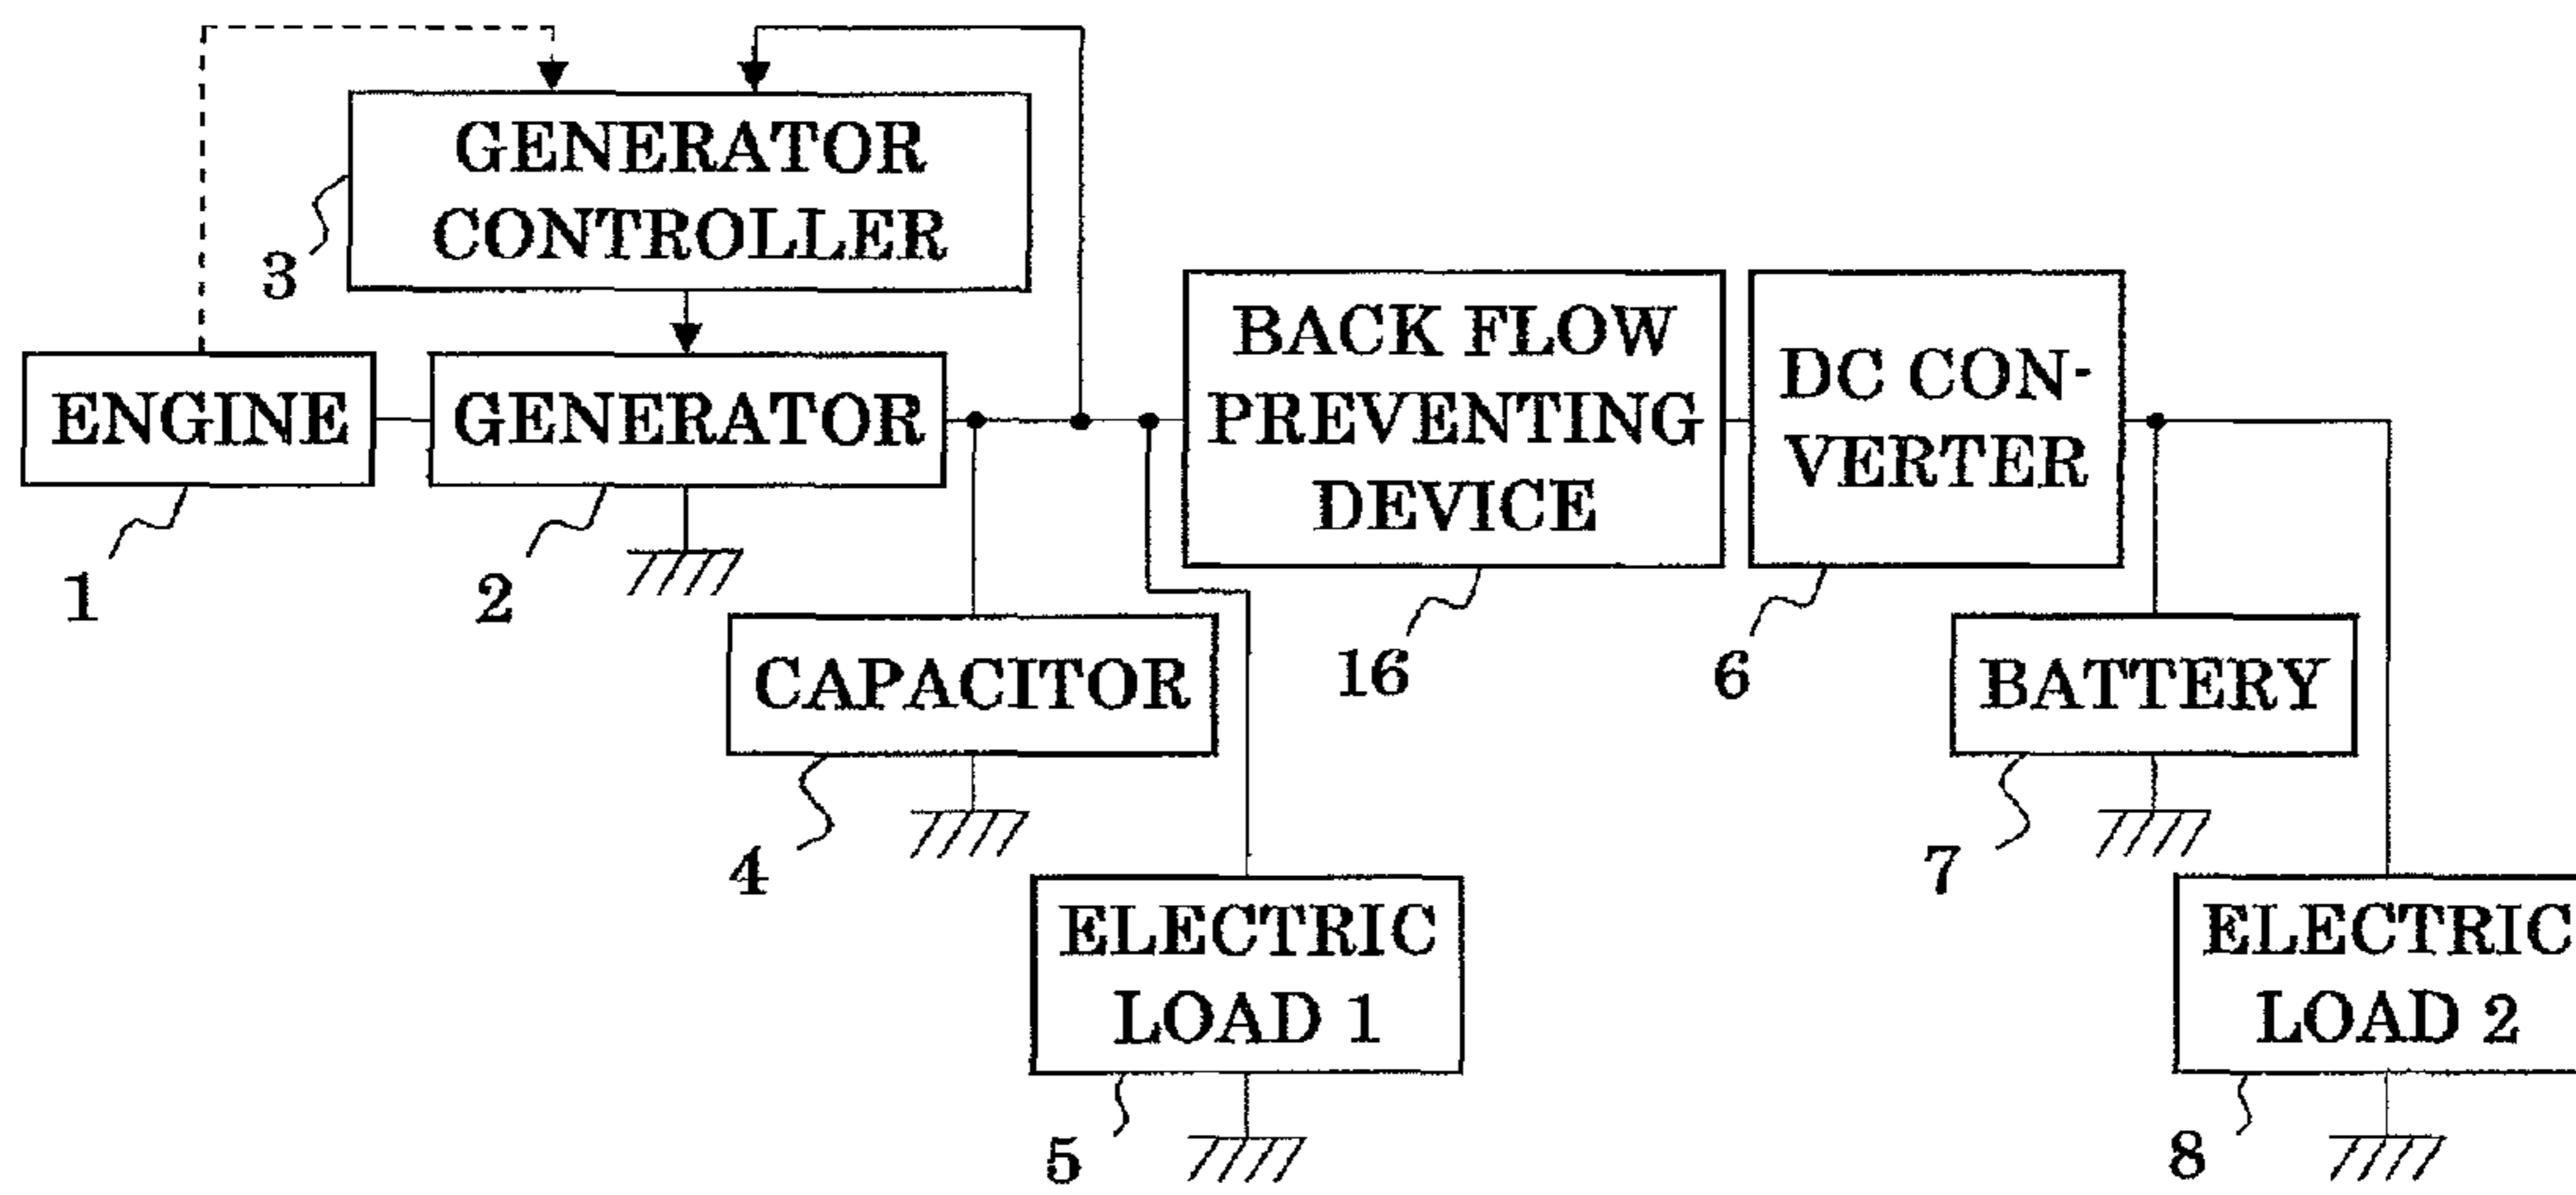 GENERATOR
CONTROLLER
3
ENGINE
1
GENERATOR
2
BACK FLOW
PREVENTING
DEVICE
16
DC CON-
VERTER
6
CAPACITOR
4
BATTERY
7
ELECTRIC
LOAD 1
5
ELECTRIC
LOAD 2
8